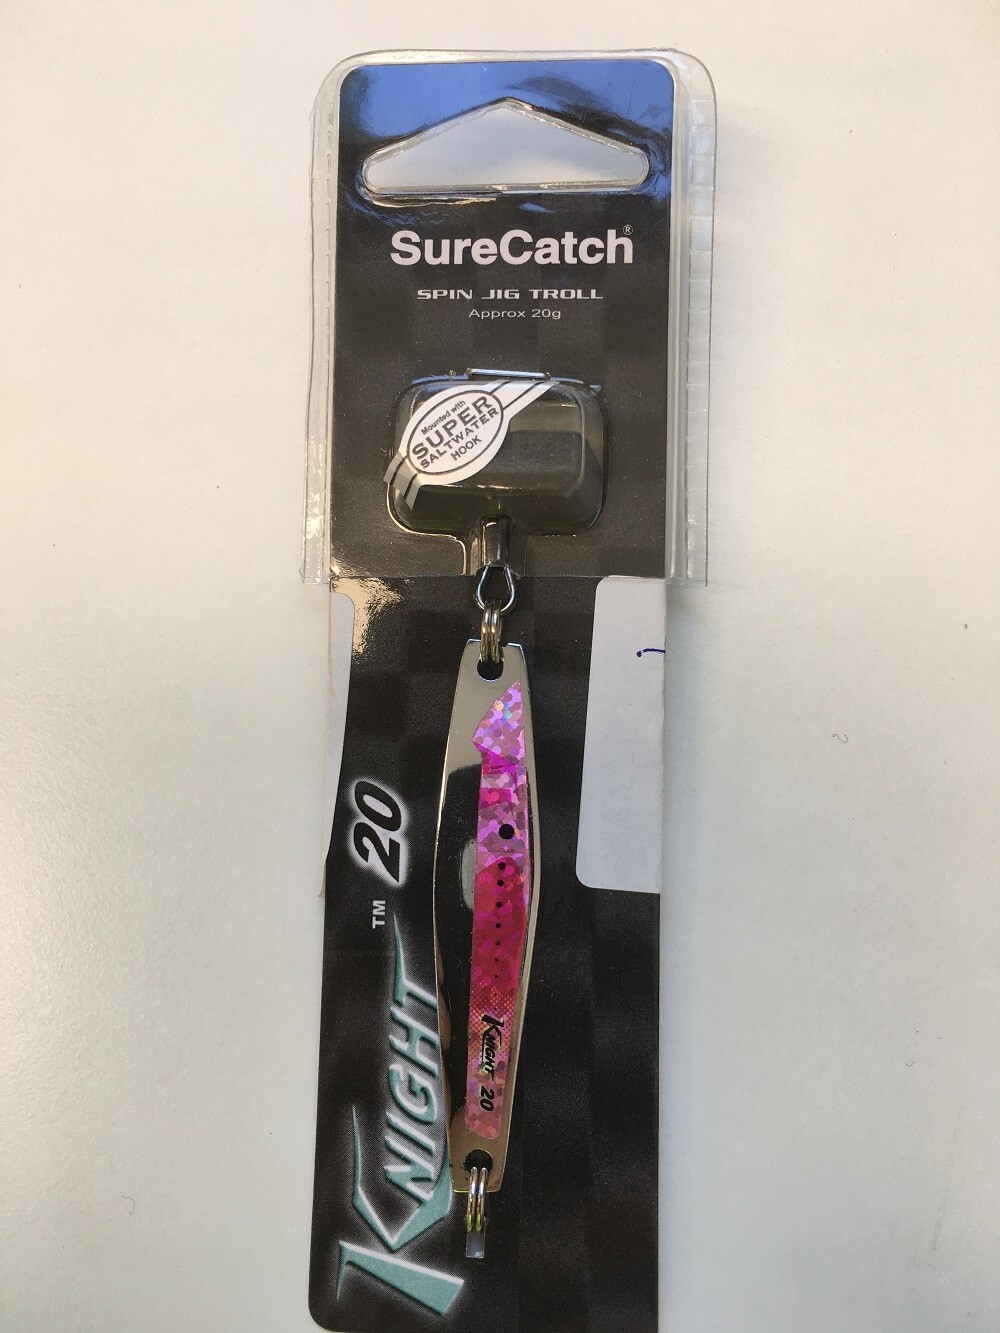 SureCatch®
SPIN JIG TROLL
Approx 20g
Mounted with
SUPER
SALTWATER
HOOK
KNIGHT™ 20
KNIGHT 20